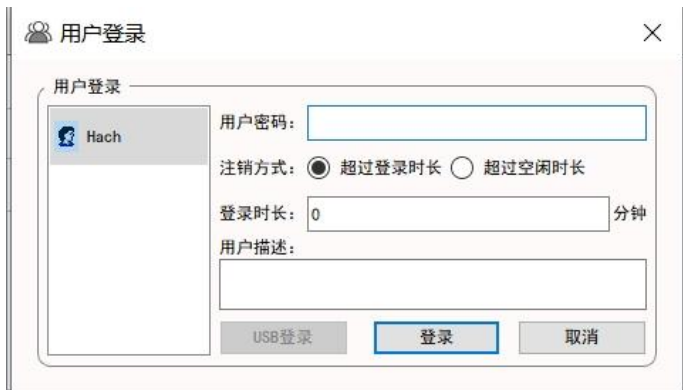 用户登录
用户登录
Hach
用户密码:
注销方式: 超过登录时长 超过空闲时长
登录时长: 0 分钟
用户描述:
USB登录 登录 取消